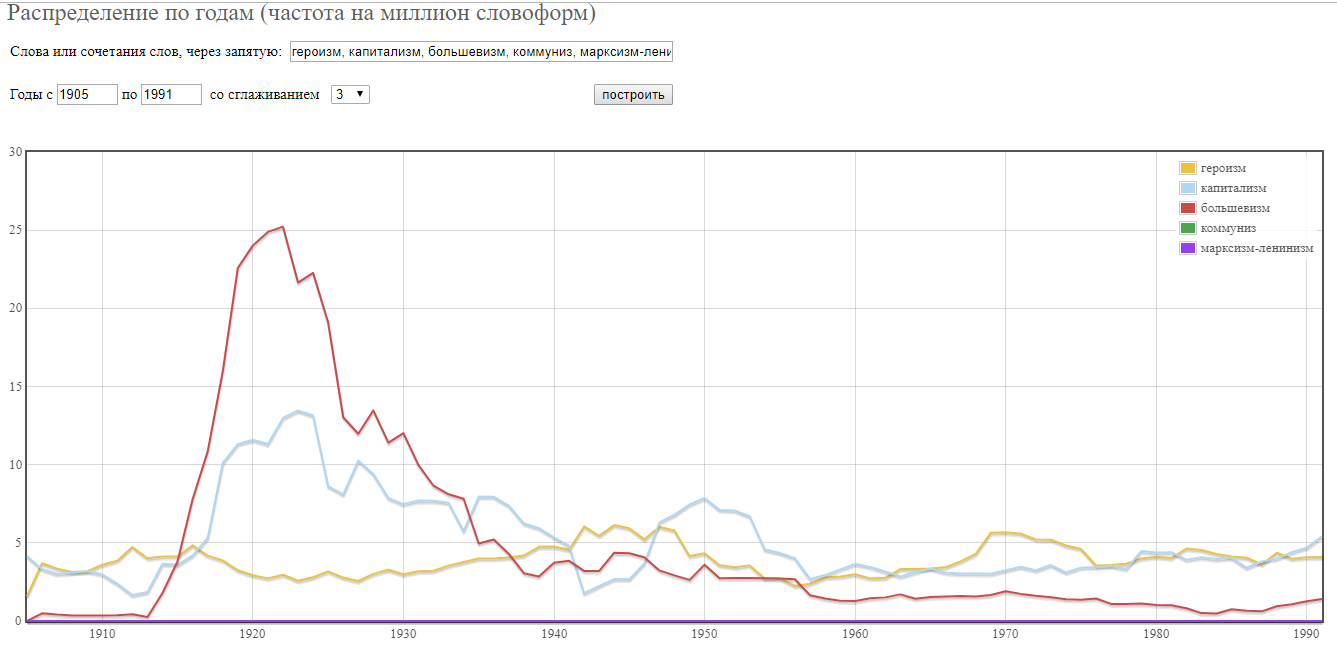 Распределение по годам (частота на миллион словоформ)
Слова или сочетания слов, через запятую: героизм, капитализм, большевизм, коммуниз, марксизм-лени
Годы с 1905 по 1991 со сглаживанием 3 построить
30
25
20
15
10
5
0
героизм
капитализм
большевизм
коммуниз
марксизм-ленинизм
1910 1920 1930 1940 1950 1960 1970 1980 1990